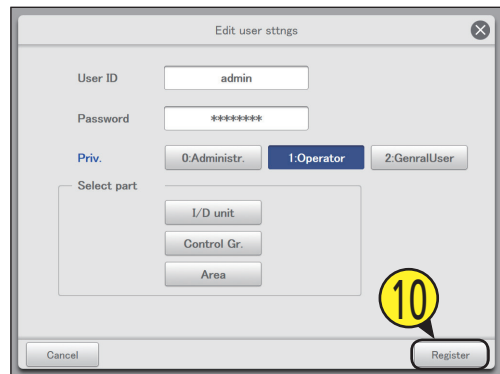 Edit user sttngs
User ID admin
Password ********
Priv. 0:Administr. 1:Operator 2:GenralUser
Select part
I/D unit
Control Gr.
Area
10
Cancel Register